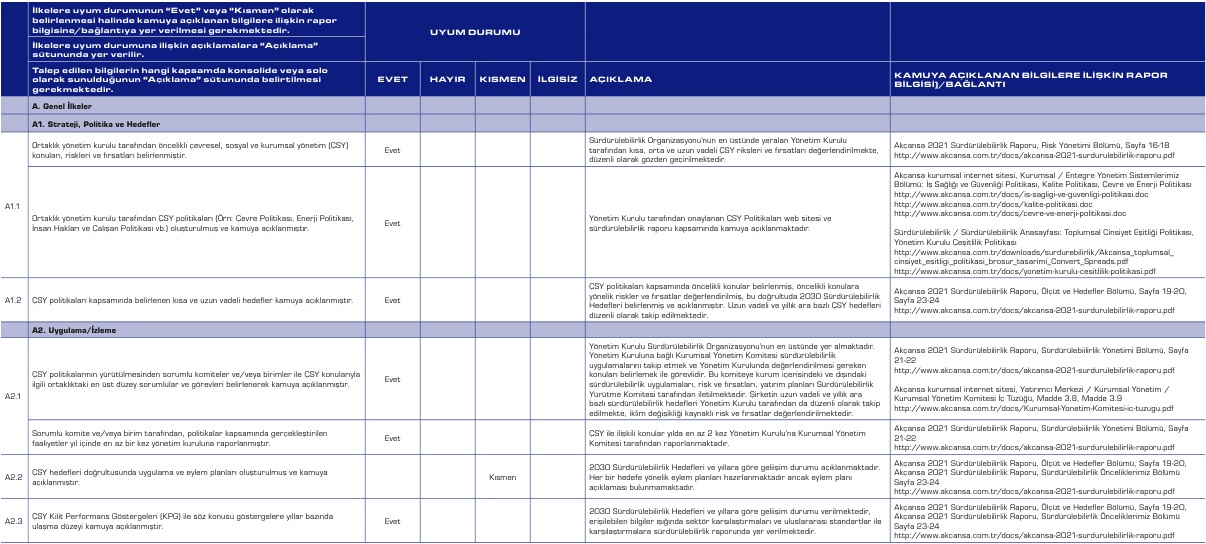 İlkelere uyum durumunun “Evet” veya “Kısmen” olarak
belirlenmesi halinde kamuya açıklanan bilgilere ilişkin rapor
bilgisine/bağlantıya yer verilmesi gerekmektedir.
İlkelere uyum durumuna ilişkin açıklamalara “Açıklama”
sütununda yer verilir.
UYUM DURUMU
Talep edilen bilgilerin hangi kapsamda konsolide veya solo
olarak sunulduğunun “Açıklama” sütununda belirtilmesi
gerekmektedir.
EVET
HAYIR
KISMEN
İLGİSİZ
AÇIKLAMA
KAMUYA AÇIKLANAN BİLGİLERE İLİŞKİN RAPOR
BİLGİSİ)/BAĞLANTI
A. Genel İlkeler
A1. Strateji, Politika ve Hedefler
A1.1
Ortaklık yönetim kurulu tarafından öncelikli çevresel, sosyal ve kurumsal yönetim (ÇSY)
konuları, riskleri ve fırsatları belirlenmiştir.
Evet
Sürdürülebilirlik Organizasyonu'nun en üstünde yeralan Yönetim Kurulu
tarafından kısa, orta ve uzun vadeli ÇSY riksleri ve fırsatları değerlendirilmekte,
düzenli olarak gözden geçirilmektedir.
Akçansa 2021 Sürdürülebilirlik Raporu, Risk Yönetimi Bölümü, Sayfa 16-18
http://www.akcansa.com.tr/docs/akcansa-2021-surdurulebilirlik-raporu.pdf
Ortaklık yönetim kurulu tarafından ÇSY politikaları (Örn: Çevre Politikası, Enerji Politikası,
İnsan Hakları ve Çalışan Politikası vb.) oluşturulmuş ve kamuya açıklanmıştır.
Evet
Yönetim Kurulu tarafından onaylanan ÇSY Politikaları web sitesi ve
sürdürülebilirlik raporu kapsamında kamuya açıklanmaktadır.
Akçansa kurumsal internet sitesi, Kurumsal / Entegre Yönetim Sistemlerimiz
Bölümü: İş Sağlığı ve Güvenliği Politikası, Kalite Politikası, Çevre ve Enerji Politikası
http://www.akcansa.com.tr/docs/is-sagligi-ve-guvenligi-politikasi.doc
http://www.akcansa.com.tr/docs/kalite-politikasi.doc
http://www.akcansa.com.tr/docs/cevre-ve-enerji-politikasi.doc
Sürdürülebilirlik / Sürdürülebilirlik Anasayfası: Toplumsal Cinsiyet Eşitliği Politikası,
Yönetim Kurulu Çeşitlilik Politikası
http://www.akcansa.com.tr/downloads/surdurebilirlik/Akcansa_toplumsal_
cinsiyet_esitligi_politikasi_brosur_tasarimi_Convert_Spreads.pdf
http://www.akcansa.com.tr/docs/yonetim-kurulu-cesitlilik-politikasi.pdf
A1.2
ÇSY politikaları kapsamında belirlenen kısa ve uzun vadeli hedefler kamuya açıklanmıştır.
Evet
ÇSY politikaları kapsamında öncelikli konular belirlenmiş, öncelikli konulara
yönelik riskler ve fırsatlar değerlendirilmiş, bu doğrultuda 2030 Sürdürülebilirlik
Hedefleri belirlenmiş ve açıklanmıştır. Uzun vadeli ve yıllık ara bazlı ÇSY hedefleri
düzenli olarak takip edilmektedir.
Akçansa 2021 Sürdürülebilirlik Raporu, Ölçüt ve Hedefler Bölümü, Sayfa 19-20,
Sayfa 23-24
http://www.akcansa.com.tr/docs/akcansa-2021-surdurulebilirlik-raporu.pdf
A2. Uygulama/İzleme
A2.1
ÇSY politikalarının yürütülmesinden sorumlu komiteler ve/veya birimler ile ÇSY konularıyla
ilgili ortaklıktaki en üst düzey sorumlular ve görevleri belirlenerek kamuya açıklanmıştır.
Evet
Yönetim Kurulu Sürdürülebilirlik Organizasyonu'nun en üstünde yer almaktadır.
Yönetim Kuruluna bağlı Kurumsal Yönetim Komitesi sürdürülebilirlik
uygulamalarını takip etmek ve Yönetim Kurulunda değerlendirilmesi gereken
konuları belirlemek ile görevlidir. Bu komiteye kurum içerisindeki ve dışındaki
sürdürülebilirlik uygulamaları, risk ve fırsatları, yatırım planları Sürdürülebilirlik
Yürütme Komitesi tarafından iletilmektedir. Şirketin uzun vadeli ve yıllık ara
bazlı sürdürülebilirlik hedefleri Yönetim Kurulu tarafından da düzenli olarak takip
edilmekte, iklim değişikliği kaynaklı risk ve fırsatlar değerlendirilmektedir.
Akçansa 2021 Sürdürülebilirlik Raporu, Sürdürülebiilirlik Yönetimi Bölümü, Sayfa
21-22
http://www.akcansa.com.tr/docs/akcansa-2021-surdurulebilirlik-raporu.pdf
Akçansa kurumsal internet sitesi, Yatırımcı Merkezi / Kurumsal Yönetim /
Kurumsal Yönetim Komitesi İç Tüzüğü, Madde 3.8, Madde 3.9
http://www.akcansa.com.tr/docs/Kurumsal-Yonetim-Komitesi-ic-tuzugu.pdf
Sorumlu komite ve/veya birim tarafından, politikalar kapsamında gerçekleştirilen
faaliyetler yıl içinde en az bir kez yönetim kuruluna raporlanmıştır.
Evet
ÇSY ile ilişkili konular yılda en az 2 kez Yönetim Kurulu'na Kurumsal Yönetim
Komitesi tarafından raporlanmaktadır.
Akçansa 2021 Sürdürülebilirlik Raporu, Sürdürülebilirlik Yönetimi Bölümü, Sayfa
21-22
http://www.akcansa.com.tr/docs/akcansa-2021-surdurulebilirlik-raporu.pdf
A2.2
ÇSY hedefleri doğrultusunda uygulama ve eylem planları oluşturulmuş ve kamuya
açıklanmıştır.
Kısmen
2030 Sürdürülebilirlik Hedefleri ve yıllara göre gelişim durumu açıklanmaktadır.
Her bir hedefe yönelik eylem planları hazırlanmaktadır ancak eylem planı
açıklaması bulunmamaktadır.
Akçansa 2021 Sürdürülebilirlik Raporu, Ölçüt ve Hedefler Bölümü, Sayfa 19-20,
Akçansa 2021 Sürdürülebilirlik Raporu, Sürdürülebilirlik Önceliklerimiz Bölümü
Sayfa 23-24
http://www.akcansa.com.tr/docs/akcansa-2021-surdurulebilirlik-raporu.pdf
A2.3
ÇSY Kilit Performans Göstergeleri (KPG) ile söz konusu göstergelere yıllar bazında
ulaşma düzeyi kamuya açıklanmıştır.
Evet
2030 Sürdürülebilirlik Hedefleri ve yıllara göre gelişim durumu verilmektedir,
erişilebilen bilgiler ışığında sektör karşılaştırmaları ve uluslararası standartlar ile
karşılaştırmalara sürdürülebilirlik raporunda yer verilmektedir.
Akçansa 2021 Sürdürülebilirlik Raporu, Ölçüt ve Hedefler Bölümü, Sayfa 19-20,
Akçansa 2021 Sürdürülebilirlik Raporu, Sürdürülebilirlik Önceliklerimiz Bölümü
Sayfa 23-24
http://www.akcansa.com.tr/docs/akcansa-2021-surdurulebilirlik-raporu.pdf